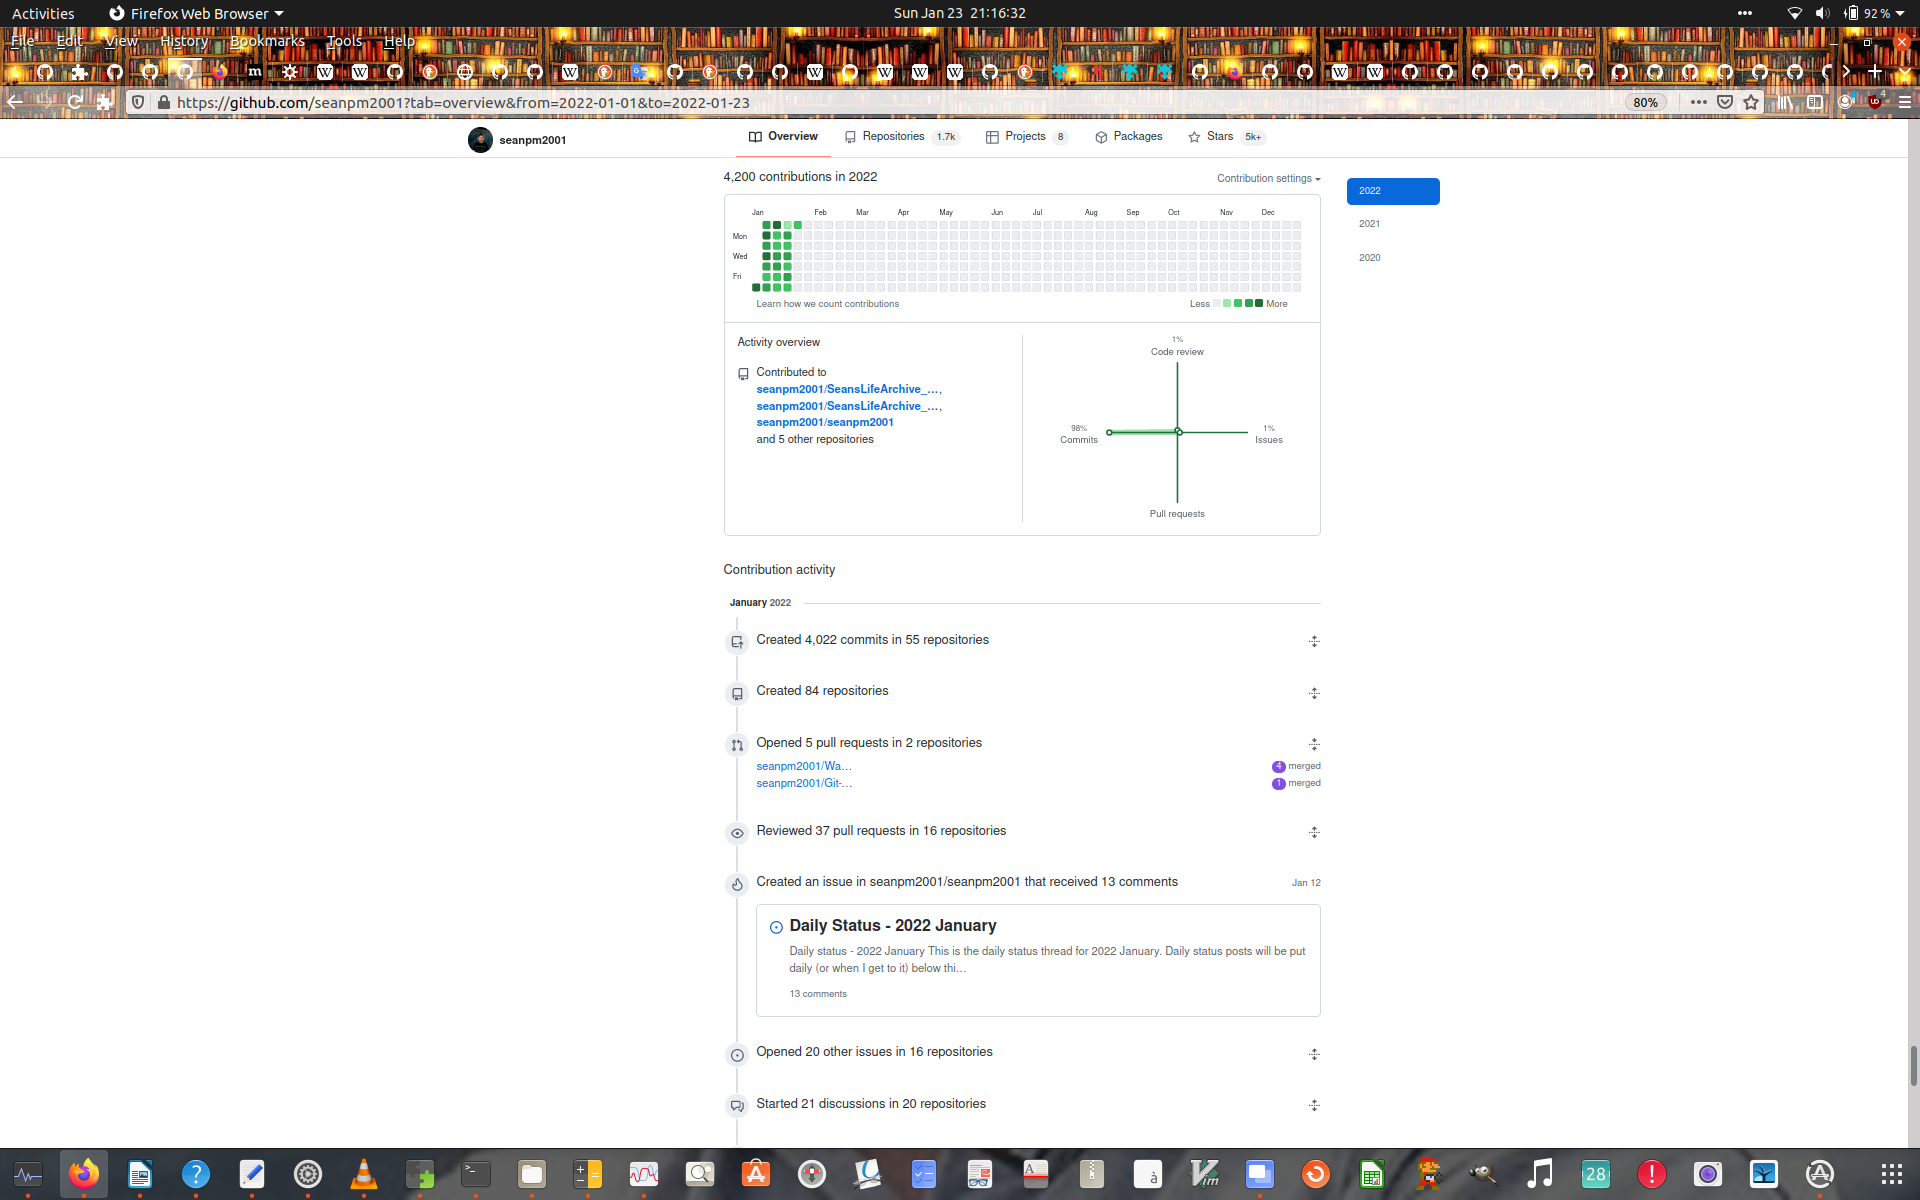 Activities
Firefox Web Browser
Sun Jan 23 21:16:32
92 %
File Edit View History Bookmarks Tools Help
https://github.com/seanpm2001?tab=overview&from=2022-01-01&to=2022-01-23
80%
4
seanpm2001
Overview
Repositories 1.7k
Projects 8
Packages
Stars 5k+
4,200 contributions in 2022
Contribution settings
2022
2021
2020
Jan Feb Mar Apr May Jun Jul Aug Sep Oct Nov Dec
Mon
Wed
Fri
Learn how we count contributions
Less
More
Activity overview
Contributed to
seanpm2001/SeansLifeArchive_…,
seanpm2001/SeansLifeArchive_…,
seanpm2001/seanpm2001
and 5 other repositories
1%
Code review
98%
Commits
1%
Issues
Pull requests
Contribution activity
January 2022
Created 4,022 commits in 55 repositories
Created 84 repositories
Opened 5 pull requests in 2 repositories
seanpm2001/Wa…
4 merged
seanpm2001/Git-…
1 merged
Reviewed 37 pull requests in 16 repositories
Created an issue in seanpm2001/seanpm2001 that received 13 comments
Jan 12
Daily Status - 2022 January
Daily status - 2022 January This is the daily status thread for 2022 January. Daily status posts will be put
daily (or when I get to it) below thi…
13 comments
Opened 20 other issues in 16 repositories
Started 21 discussions in 20 repositories
28